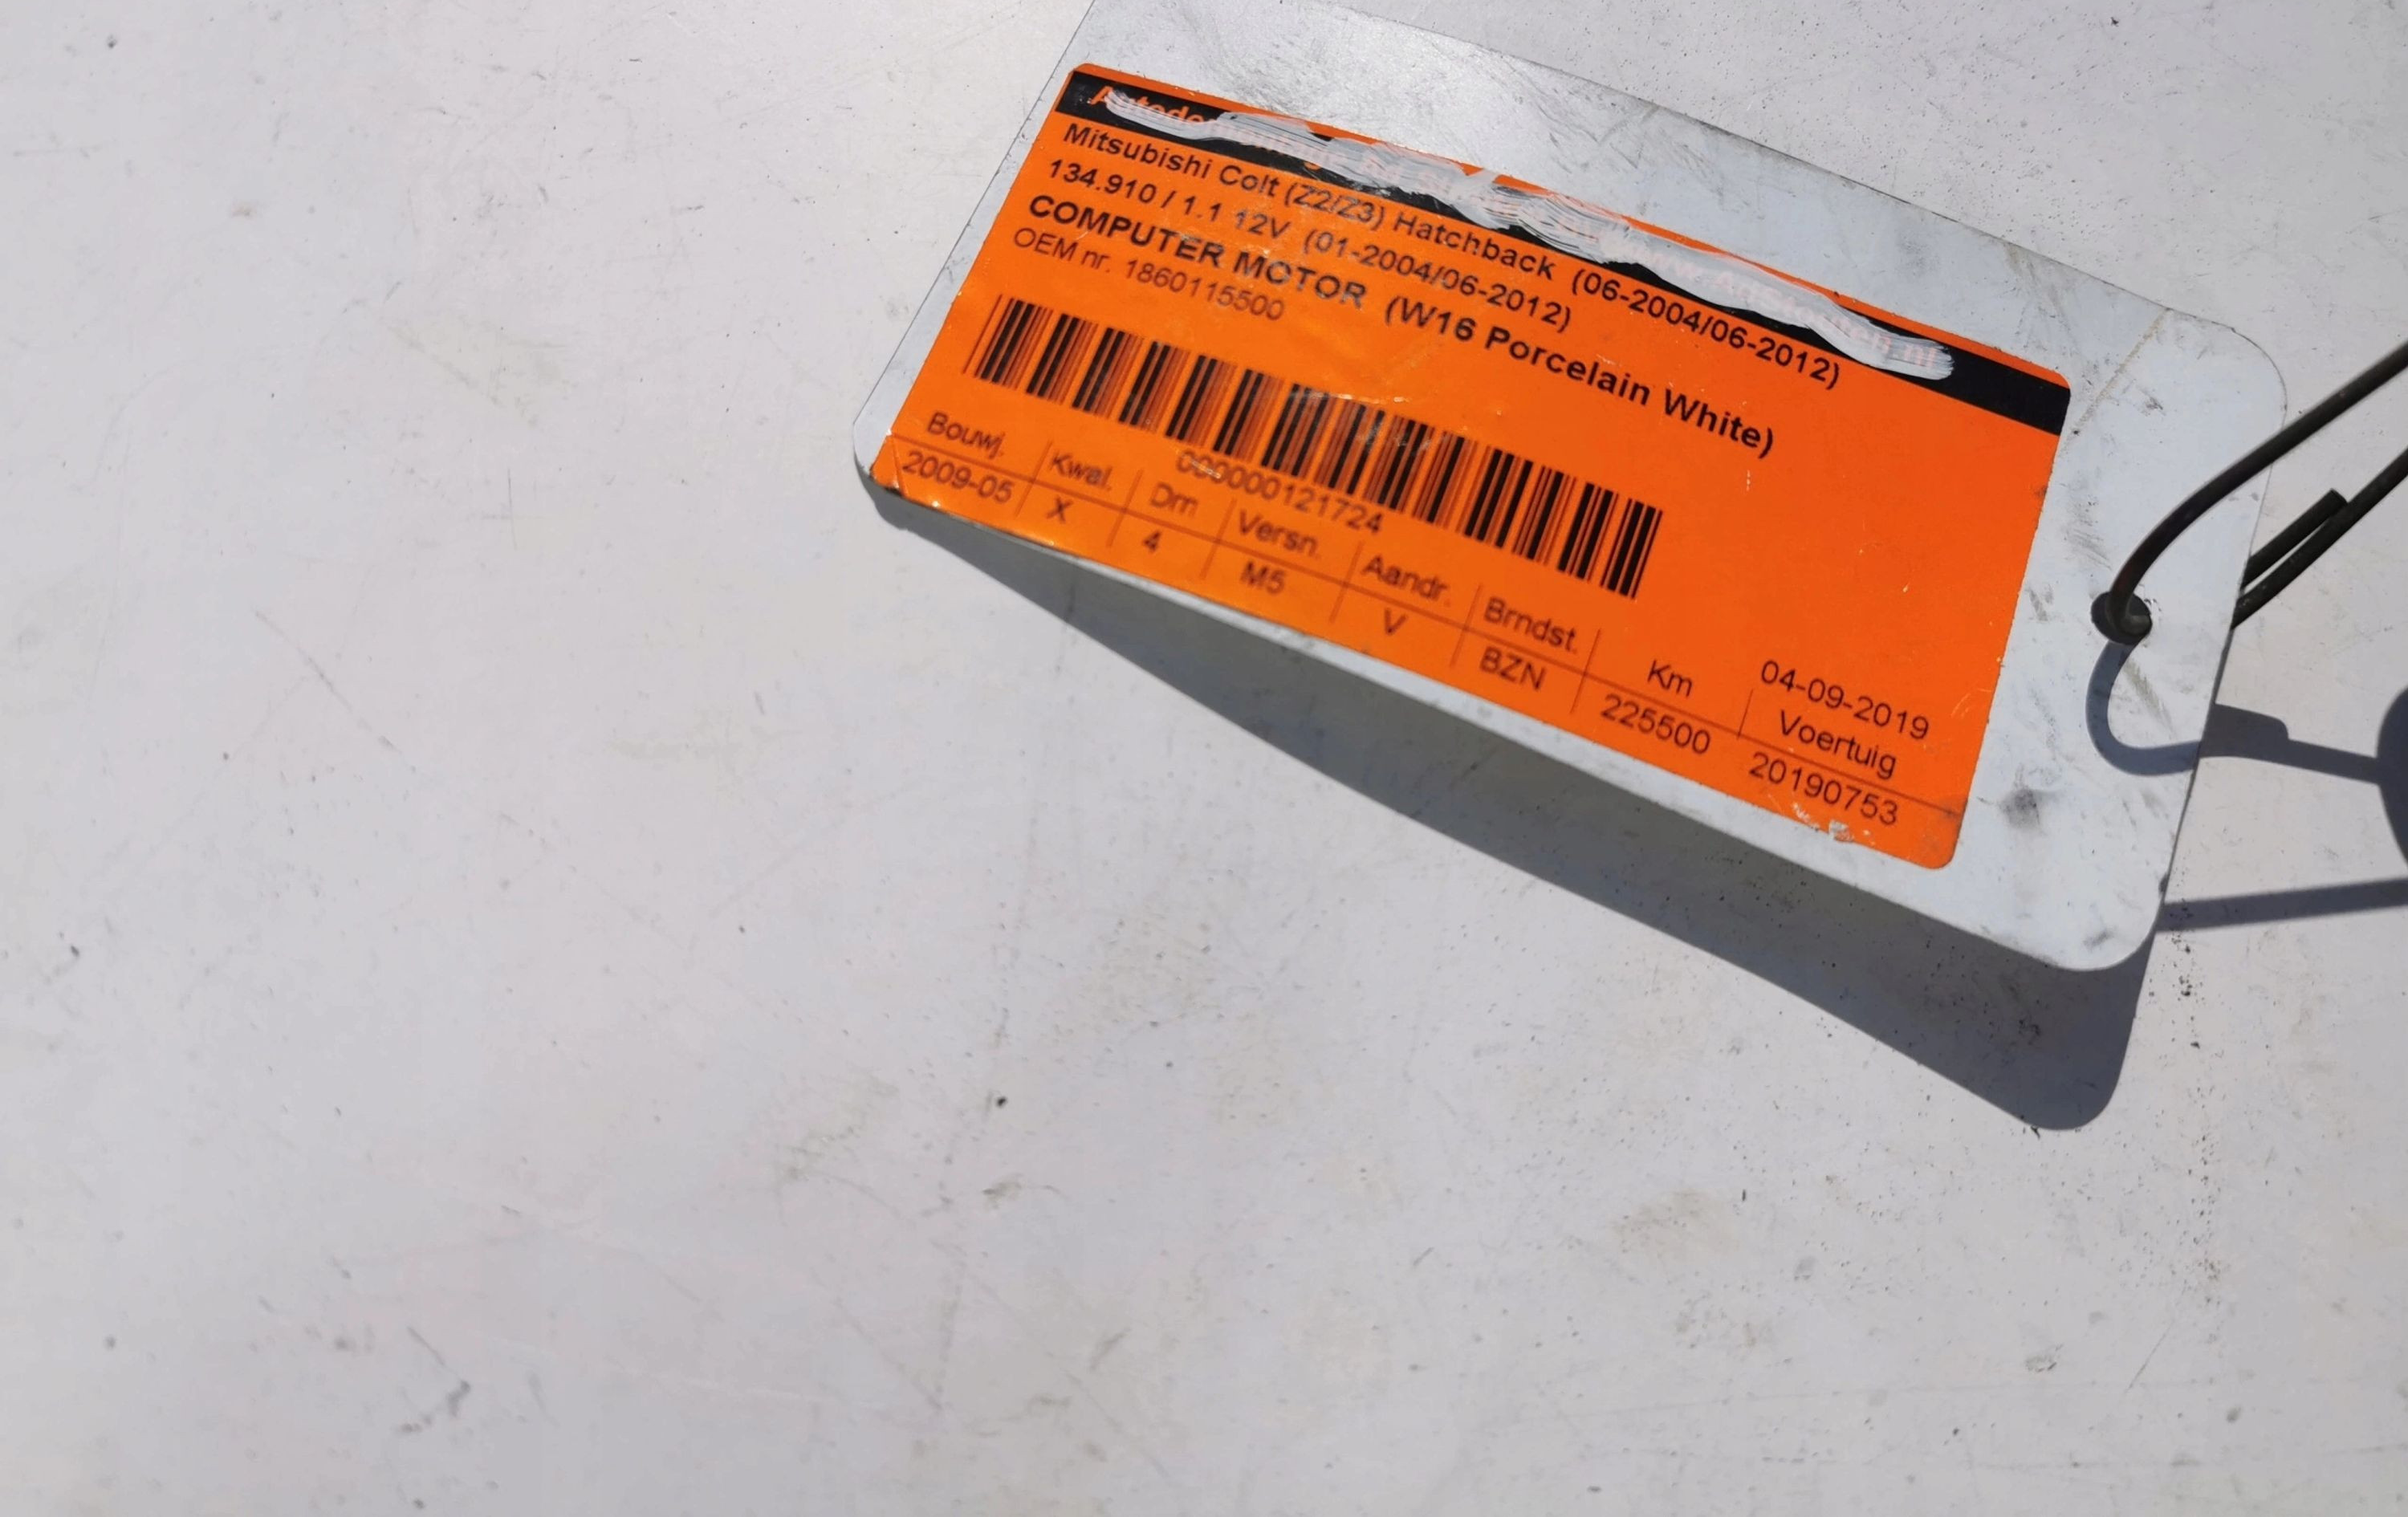 Mitsubishi Colt (Z2/Z3) Hatchback (06-2004/06-2012)
134.910 / 1.1 12V (01-2004/06-2012)
COMPUTER MOTOR (W16 Porcelain White)
OEM nr. 1860115500
000000121724
04-09-2019
Bouwj. Kwal. Drn Versn. Aandr. Brndst. Km Voertuig
2009-05 X 4 M5 V BZN 225500 20190753